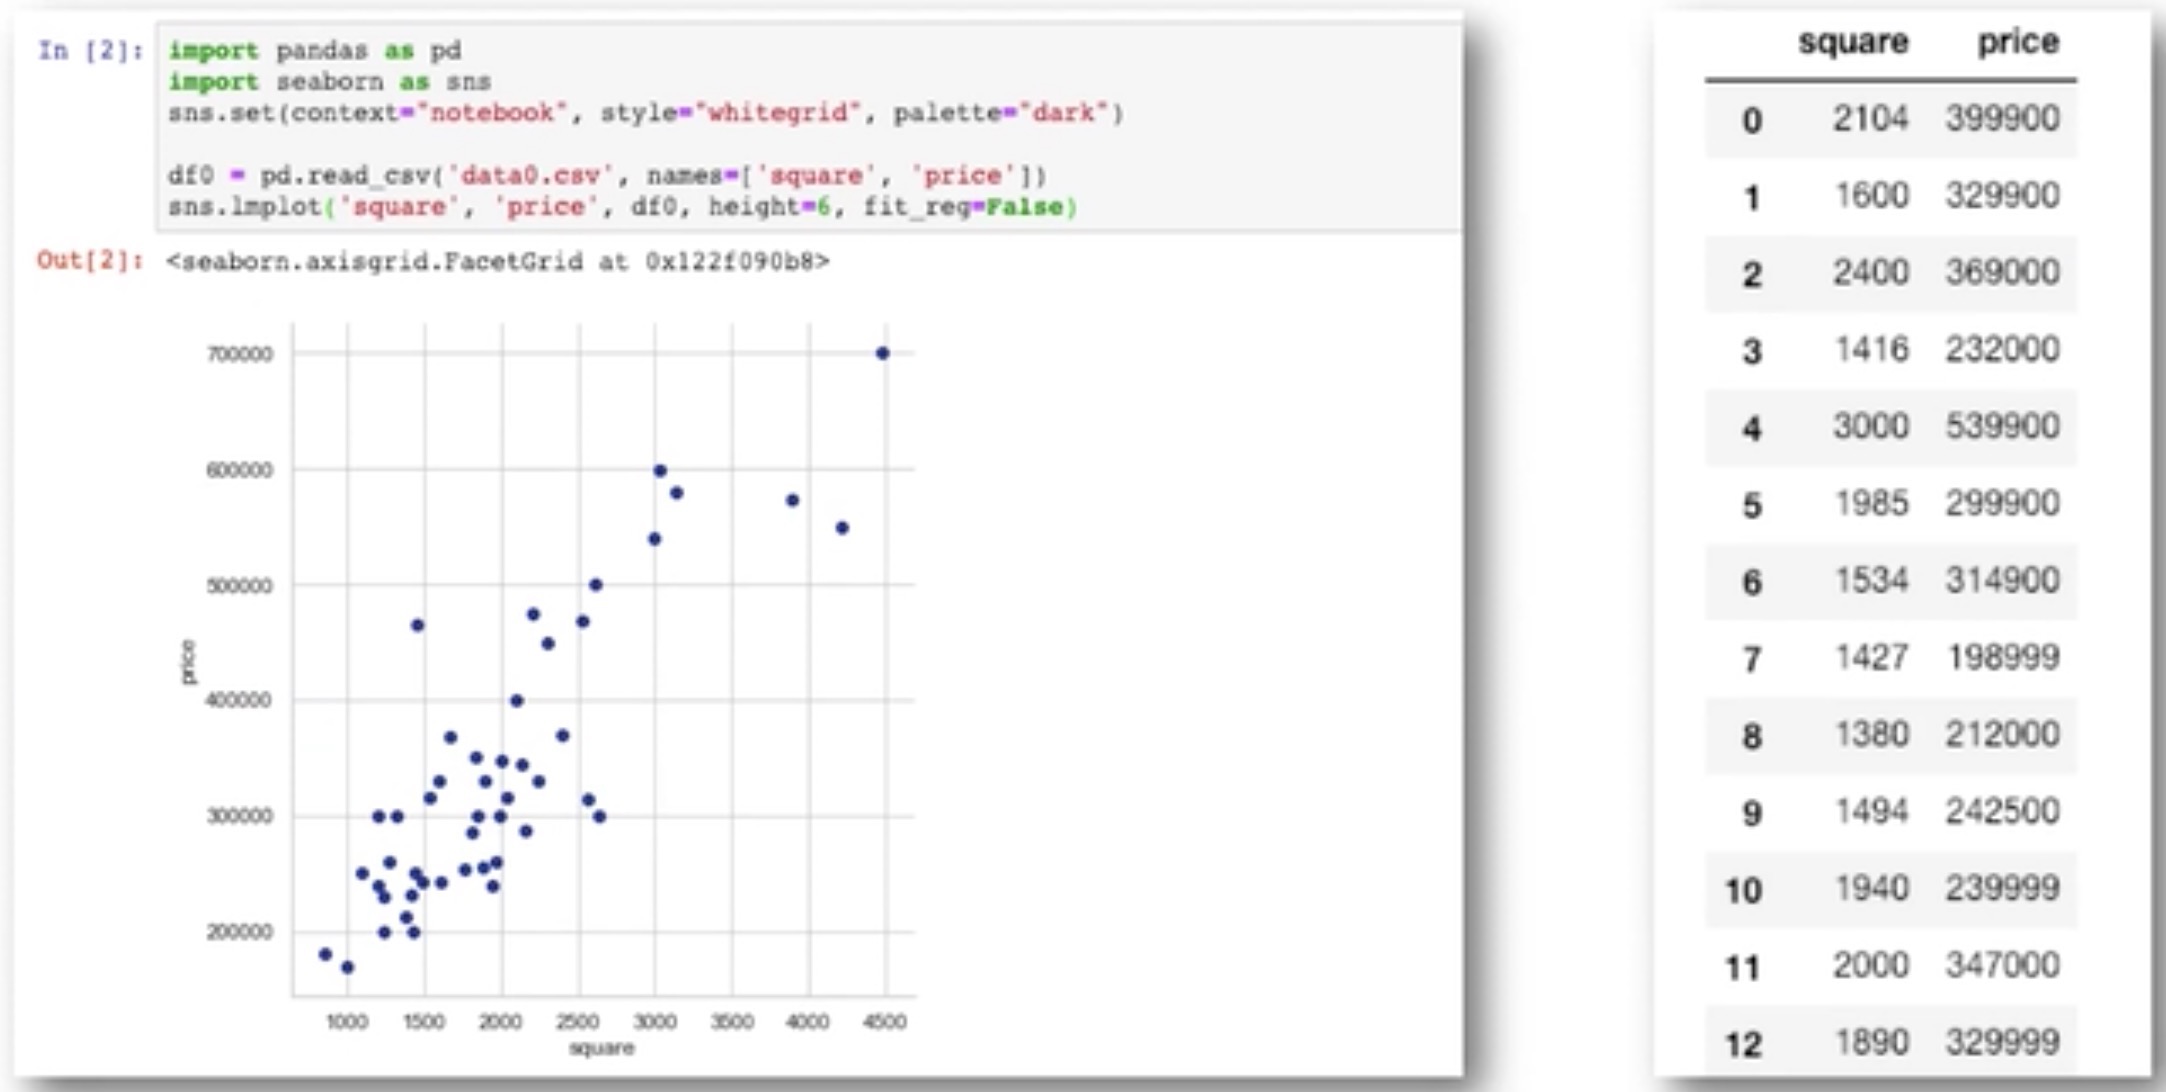 In [2]: import pandas as pd
import seaborn as sns
sns.set(context="notebook", style="whitegrid", palette="dark")
df0 = pd.read_csv('data0.csv', names=['square', 'price'])
sns.lmplot('square', 'price', df0, height=6, fit_reg=False)
Out[2]: <seaborn.axisgrid.FacetGrid at 0x122f090b8>
700000
600000
500000
400000
300000
200000
price
1000 1500 2000 2500 3000 3500 4000 4500
square
square price
0 2104 399900
1 1600 329900
2 2400 369000
3 1416 232000
4 3000 539900
5 1985 299900
6 1534 314900
7 1427 198999
8 1380 212000
9 1494 242500
10 1940 239999
11 2000 347000
12 1890 329999